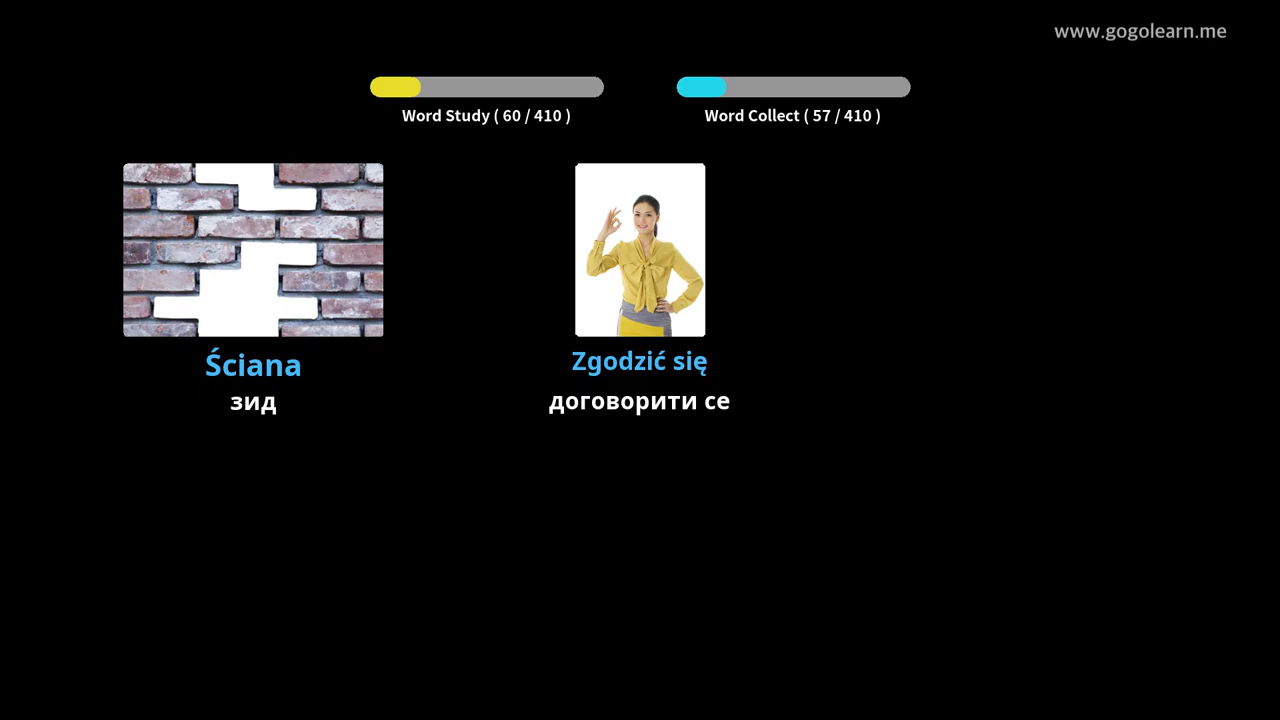 www.gogolearn.me
Word Study ( 60 / 410 )
Word Collect ( 57 / 410 )
Ściana
зид
Zgodzić się
договорити се